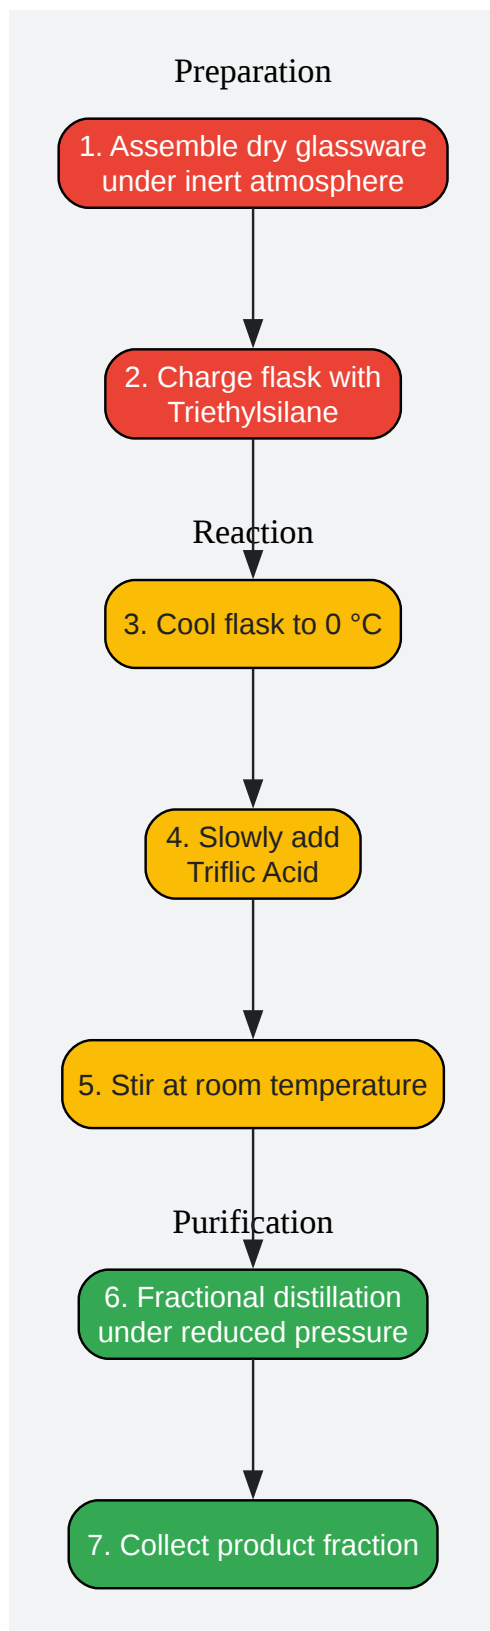 Preparation
1. Assemble dry glassware
under inert atmosphere
2. Charge flask with
Triethylsilane
Reaction
3. Cool flask to 0 °C
4. Slowly add
Triflic Acid
5. Stir at room temperature
Purification
6. Fractional distillation
under reduced pressure
7. Collect product fraction